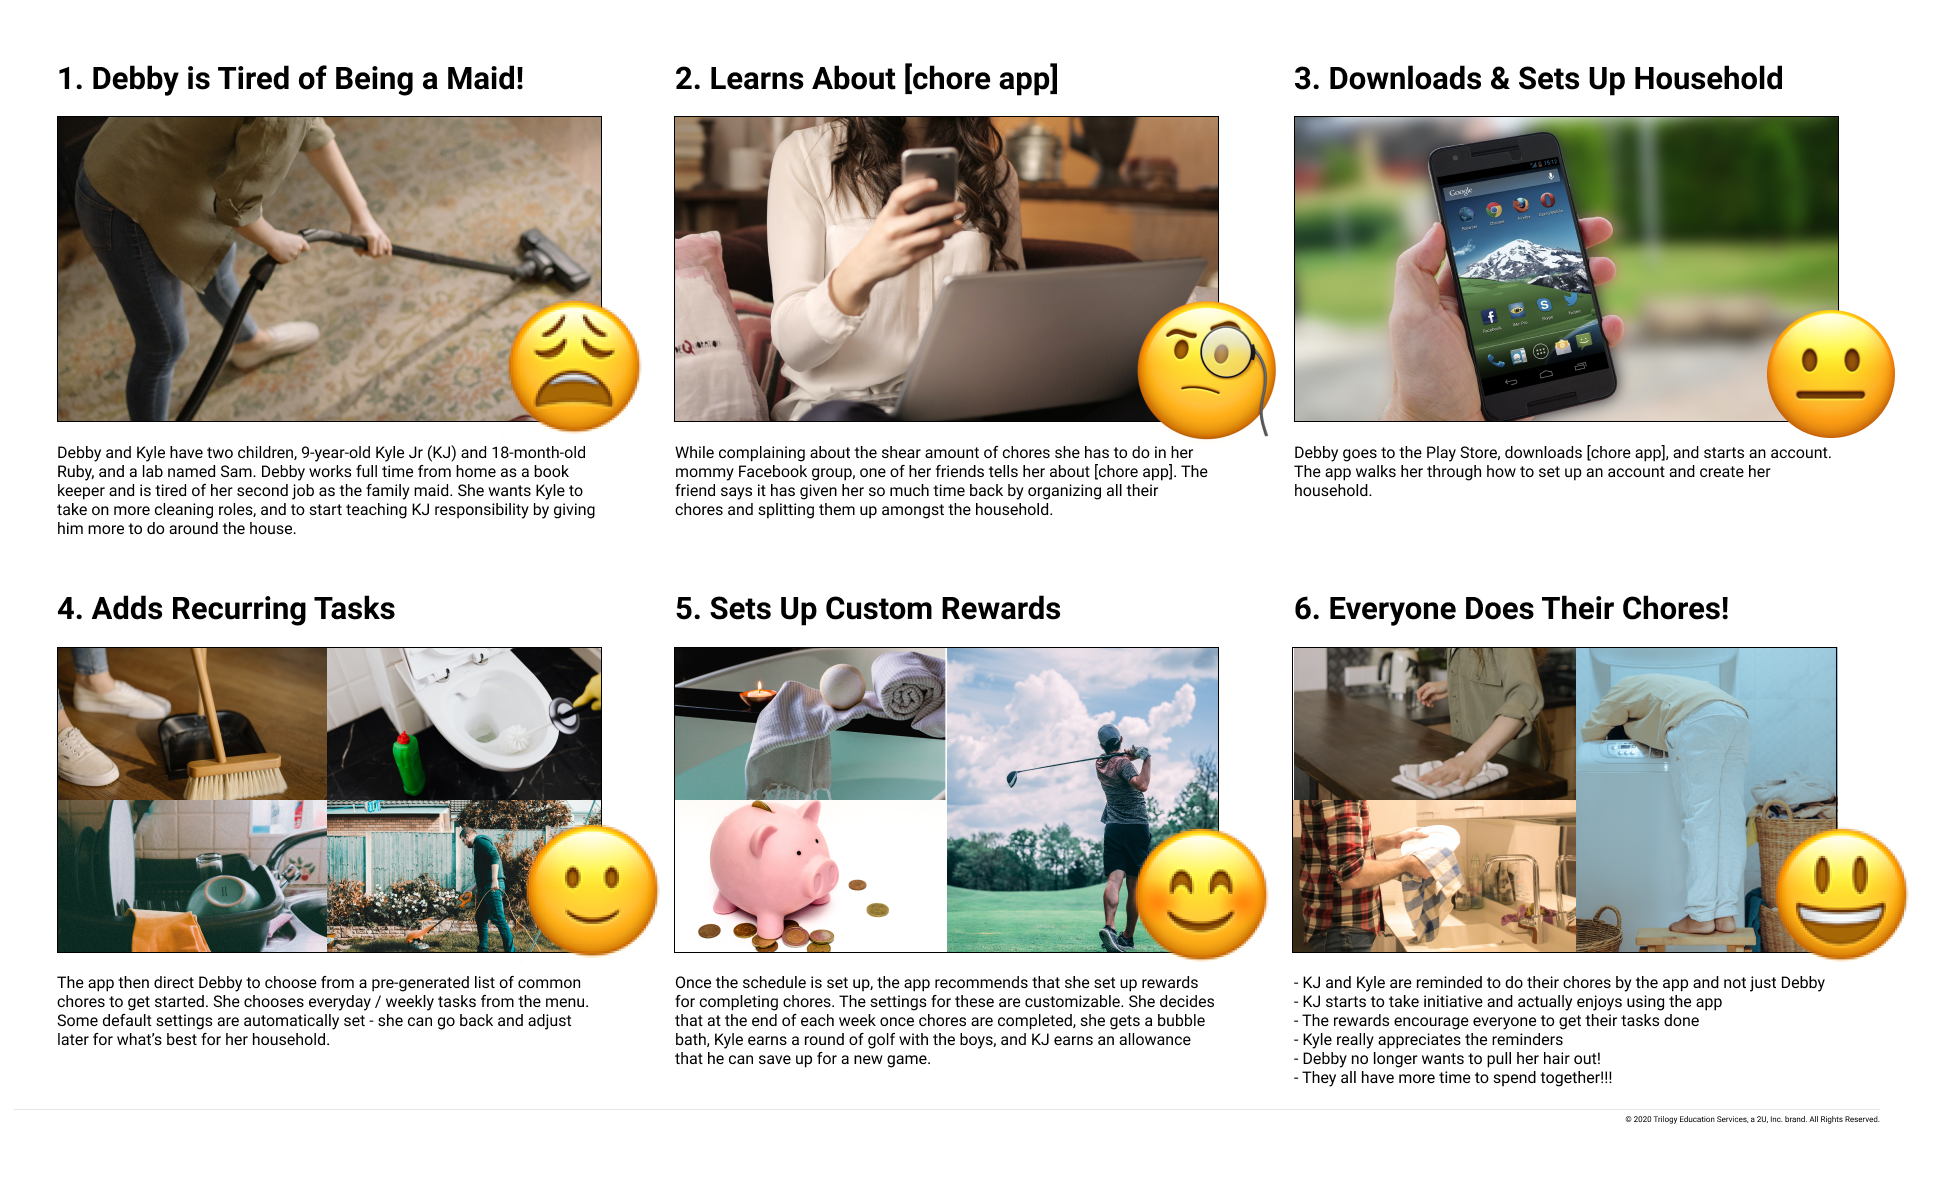 1. Debby is Tired of Being a Maid!
Debby and Kyle have two children, 9-year-old Kyle Jr (KJ) and 18-month-old
Ruby, and a lab named Sam. Debby works full time from home as a book
keeper and is tired of her second job as the family maid. She wants Kyle to
take on more cleaning roles, and to start teaching KJ responsibility by giving
him more to do around the house.
2. Learns About [chore app]
While complaining about the shear amount of chores she has to do in her
mommy Facebook group, one of her friends tells her about [chore app]. The
friend says it has given her so much time back by organizing all their
chores and splitting them up amongst the household.
3. Downloads & Sets Up Household
Google
Facebook
Skype
Twitter
Debby goes to the Play Store, downloads [chore app], and starts an account.
The app walks her through how to set up an account and create her
household.
4. Adds Recurring Tasks
The app then direct Debby to choose from a pre-generated list of common
chores to get started. She chooses everyday / weekly tasks from the menu.
Some default settings are automatically set - she can go back and adjust
later for what's best for her household.
5. Sets Up Custom Rewards
Once the schedule is set up, the app recommends that she set up rewards
for completing chores. The settings for these are customizable. She decides
that at the end of each week once chores are completed, she gets a bubble
bath, Kyle earns a round of golf with the boys, and KJ earns an allowance
that he can save up for a new game.
6. Everyone Does Their Chores!
- KJ and Kyle are reminded to do their chores by the app and not just Debby
- KJ starts to take initiative and actually enjoys using the app
- The rewards encourage everyone to get their tasks done
- Kyle really appreciates the reminders
- Debby no longer wants to pull her hair out!
- They all have more time to spend together!!!
© 2020 Trilogy Education Services, a 2U, Inc. brand. All Rights Reserved.